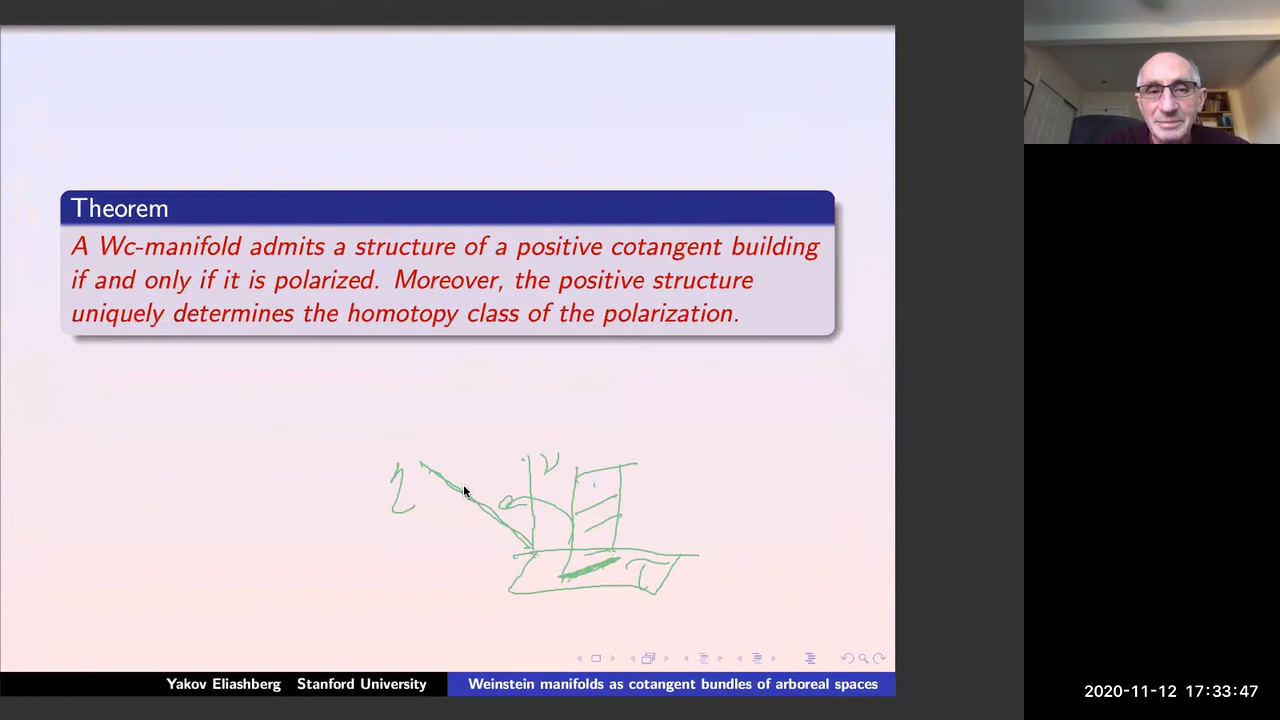 Theorem
A Wc-manifold admits a structure of a positive cotangent building
if and only if it is polarized. Moreover, the positive structure
uniquely determines the homotopy class of the polarization.
ν
Yakov Eliashberg Stanford University
Weinstein manifolds as cotangent bundles of arboreal spaces
2020-11-12 17:33:47